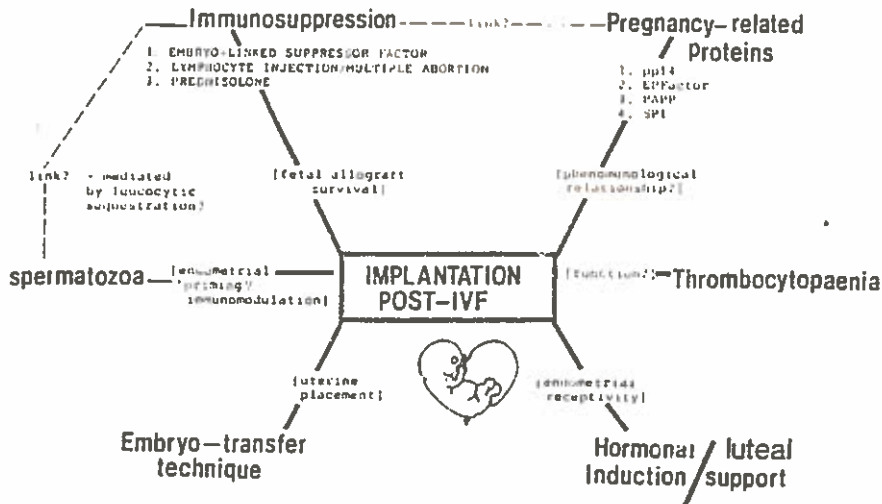 Immunosuppression
link?
Pregnancy-related
Proteins
1. EMBRYO-LINKED SUPPRESSOR FACTOR
2. LYMPHOCYTE INJECTION/MULTIPLE ABORTION
3. PREDNISOLONE
1. pp14
2. EPFactor
3. PAPP
4. SP1
link? - mediated
by leucocytic
sequestration?
[fetal allograft
survival]
[phenomonological
relationship?]
spermatozoa
[endometrial
priming?
immunomodulation]
IMPLANTATION
POST-IVF
[function?]
Thrombocytopaenia
[uterine
placement]
[endometrial
receptivity]
Embryo-transfer
technique
Hormonal
Induction / luteal
support